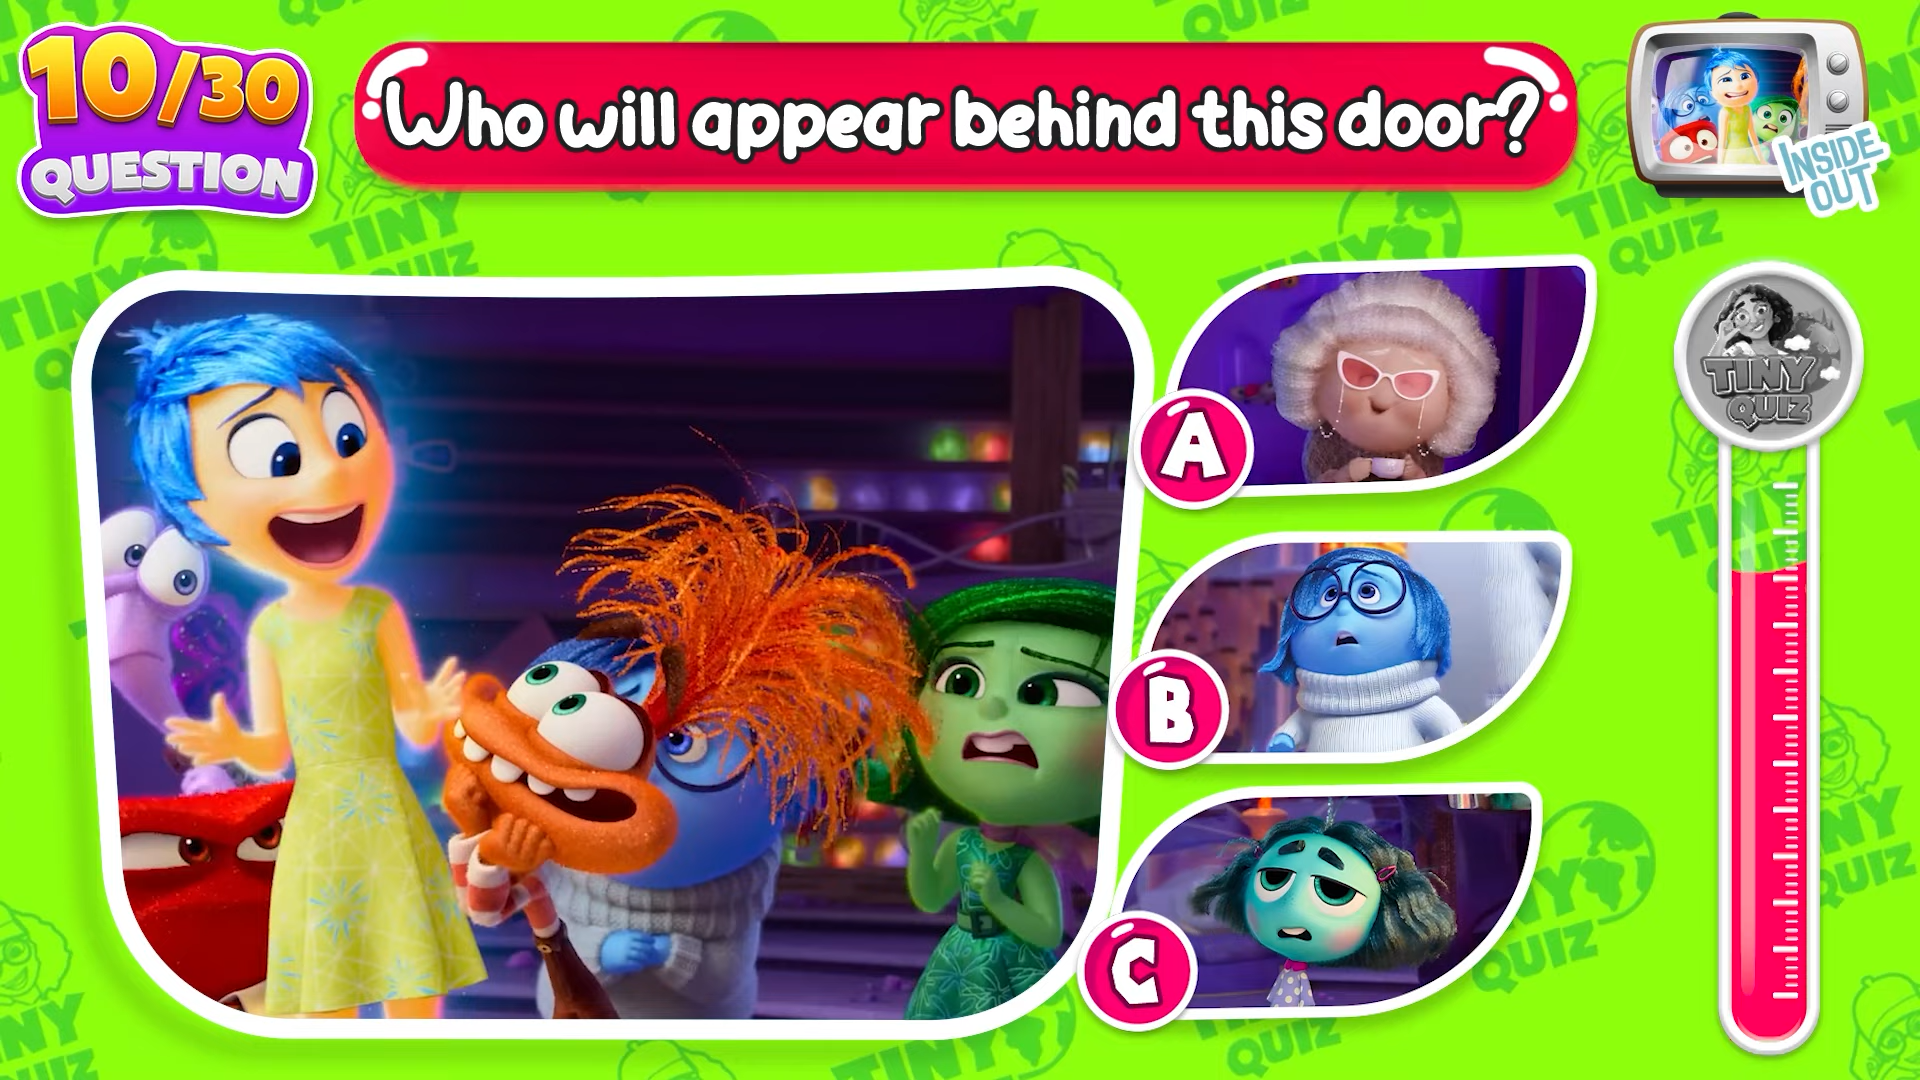 10/30
QUESTION
Who will appear behind this door?
INSIDE
OUT
A
B
C
TINY
QUIZ